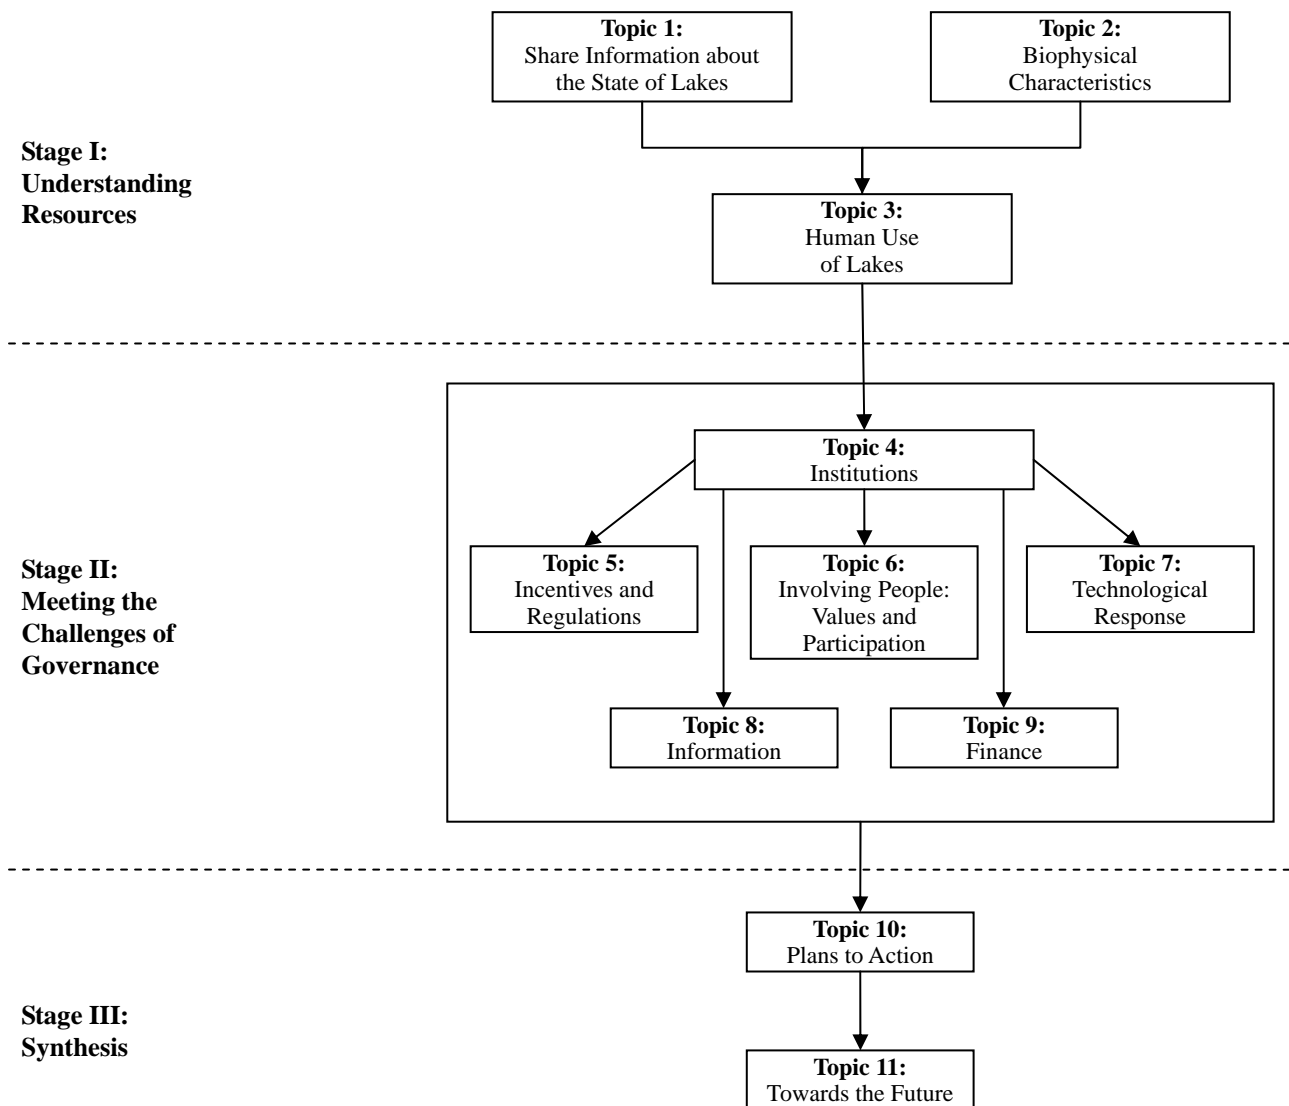 Topic 1:
Share Information about
the State of Lakes
Topic 2:
Biophysical
Characteristics
Stage I:
Understanding
Resources
Topic 3:
Human Use
of Lakes
Topic 4:
Institutions
Stage II:
Meeting the
Challenges of
Governance
Topic 5:
Incentives and
Regulations
Topic 6:
Involving People:
Values and
Participation
Topic 7:
Technological
Response
Topic 8:
Information
Topic 9:
Finance
Topic 10:
Plans to Action
Stage III:
Synthesis
Topic 11:
Towards the Future